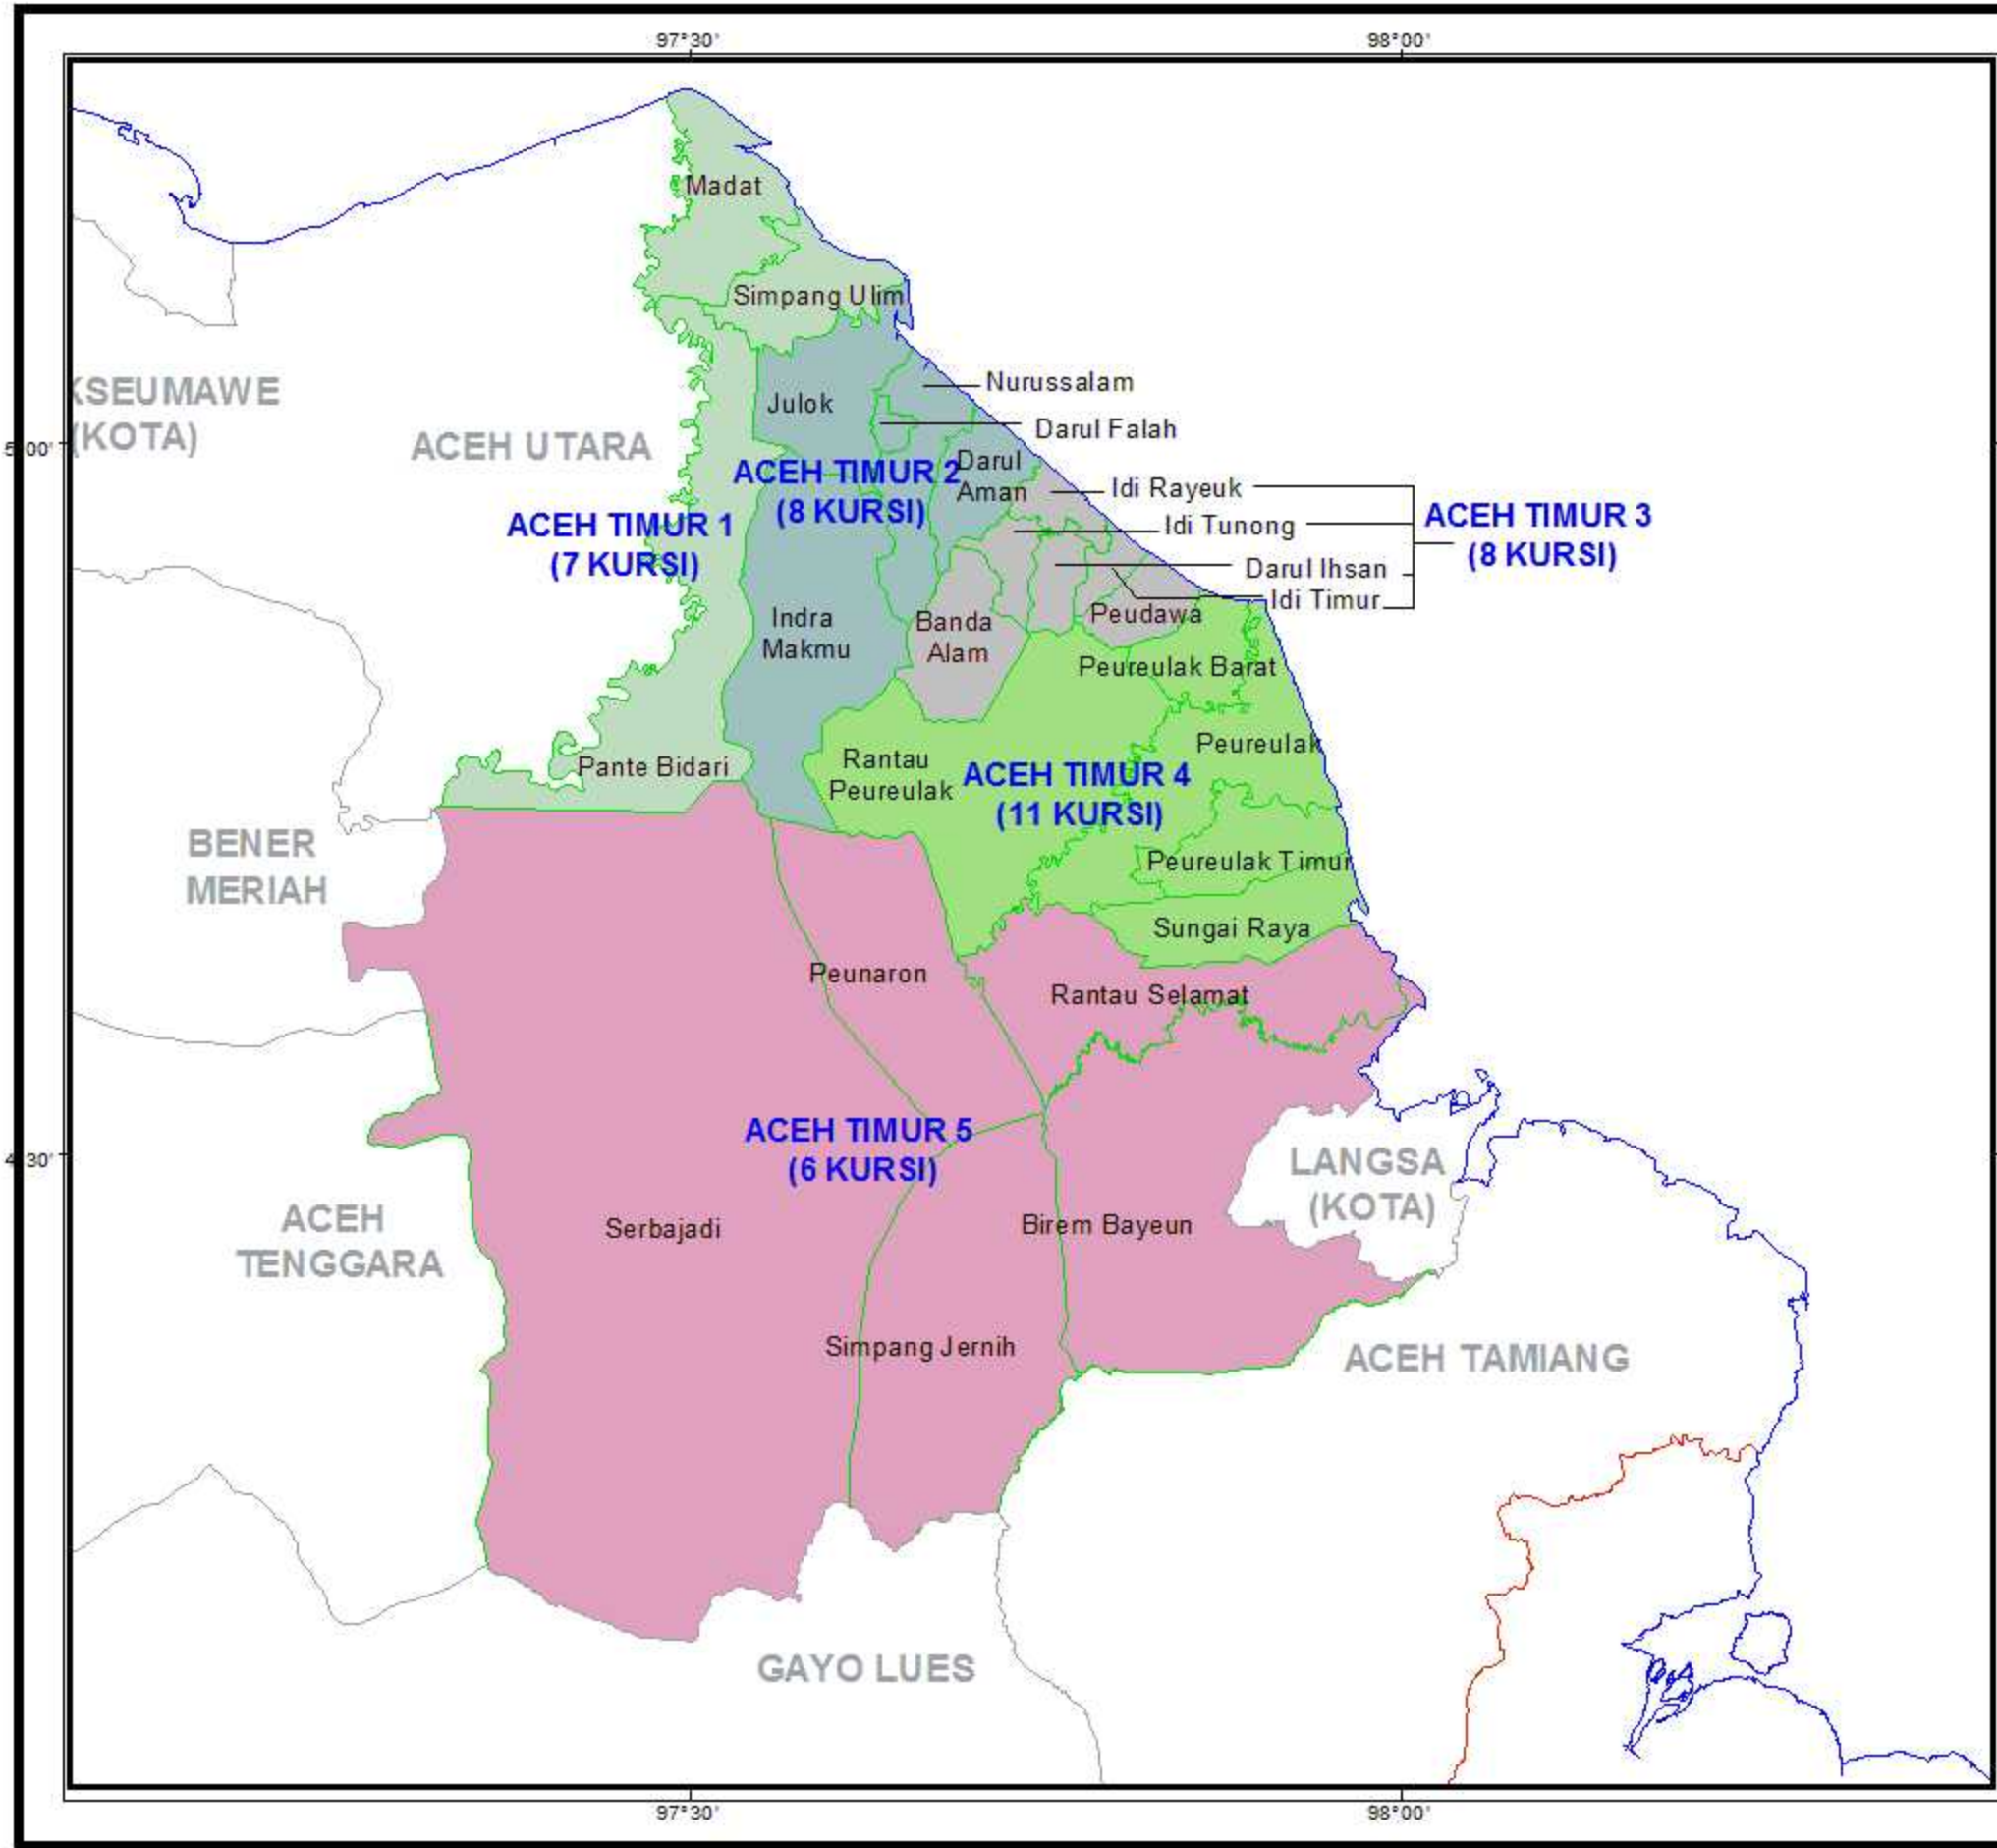 97°30'
98°00'
Madat
Simpang Ulim
Nurussalam
KSEUMAWE
(KOTA)
Julok
Darul Falah
ACEH UTARA
5°00'
Darul
Aman
ACEH TIMUR 2
(8 KURSI)
Idi Rayeuk
Idi Tunong
ACEH TIMUR 3
(8 KURSI)
ACEH TIMUR 1
(7 KURSI)
Darul Ihsan
Idi Timur
Indra
Makmu
Banda
Alam
Peudawa
Peureulak Barat
Peureulak
Pante Bidari
Rantau
Peureulak
ACEH TIMUR 4
(11 KURSI)
BENER
MERIAH
Peureulak Timur
Sungai Raya
Peunaron
Rantau Selamat
ACEH TIMUR 5
(6 KURSI)
4°30'
LANGSA
(KOTA)
ACEH
TENGGARA
Serbajadi
Birem Bayeun
Simpang Jernih
ACEH TAMIANG
GAYO LUES
97°30'
98°00'